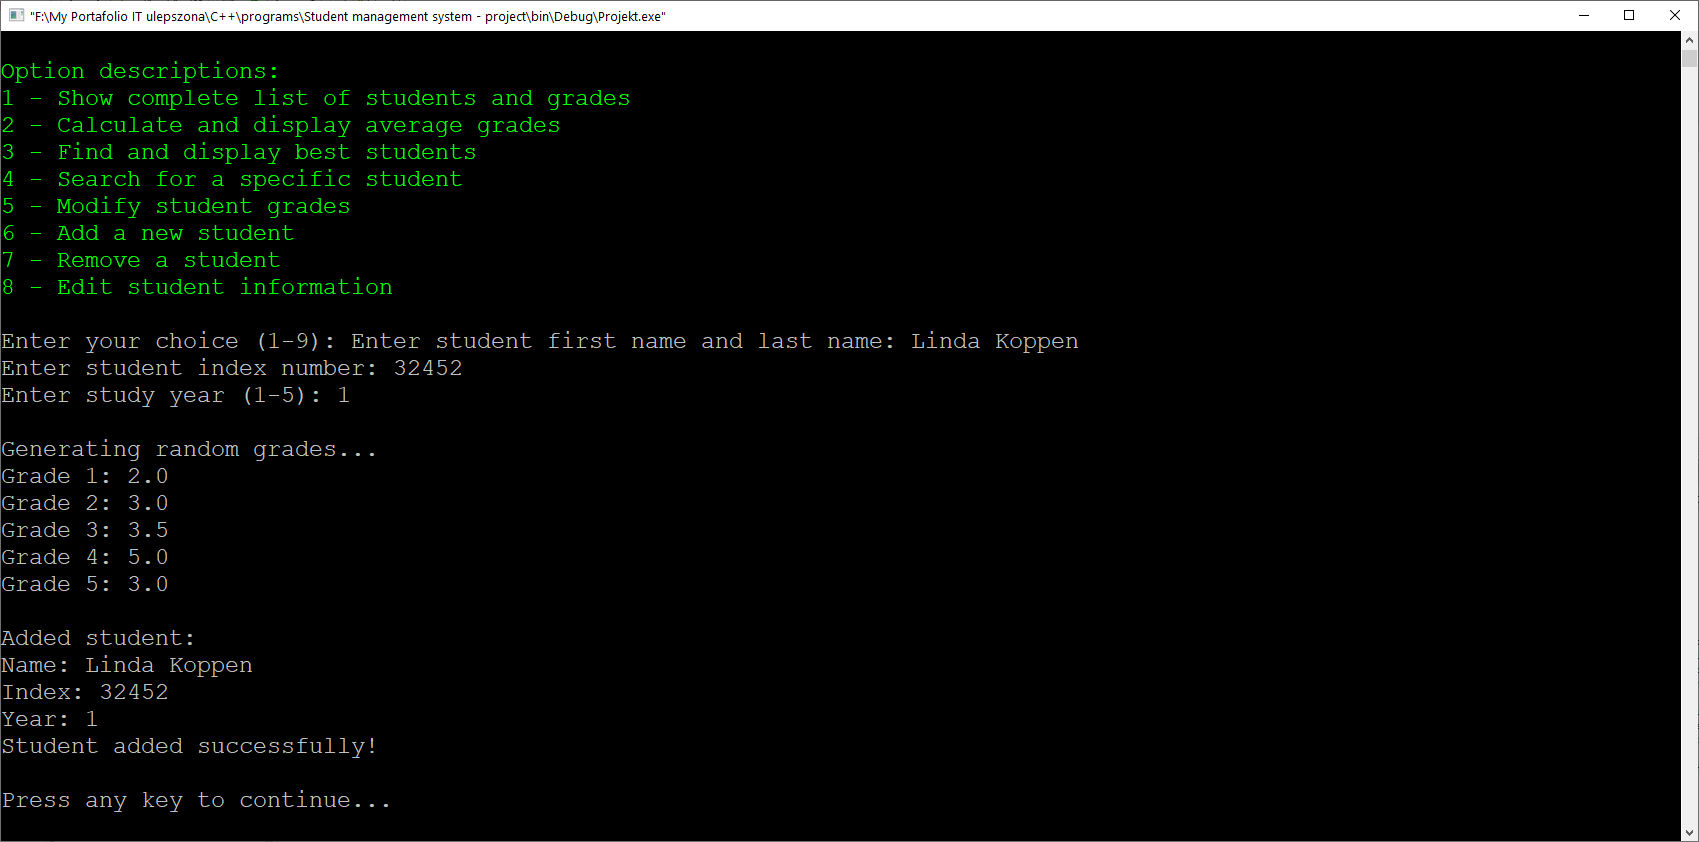 "F:\My Portafolio IT ulepszona\C++\programs\Student management system - project\bin\Debug\Projekt.exe"
Option descriptions:
1 - Show complete list of students and grades
2 - Calculate and display average grades
3 - Find and display best students
4 - Search for a specific student
5 - Modify student grades
6 - Add a new student
7 - Remove a student
8 - Edit student information
Enter your choice (1-9): Enter student first name and last name: Linda Koppen
Enter student index number: 32452
Enter study year (1-5): 1
Generating random grades...
Grade 1: 2.0
Grade 2: 3.0
Grade 3: 3.5
Grade 4: 5.0
Grade 5: 3.0
Added student:
Name: Linda Koppen
Index: 32452
Year: 1
Student added successfully!
Press any key to continue...